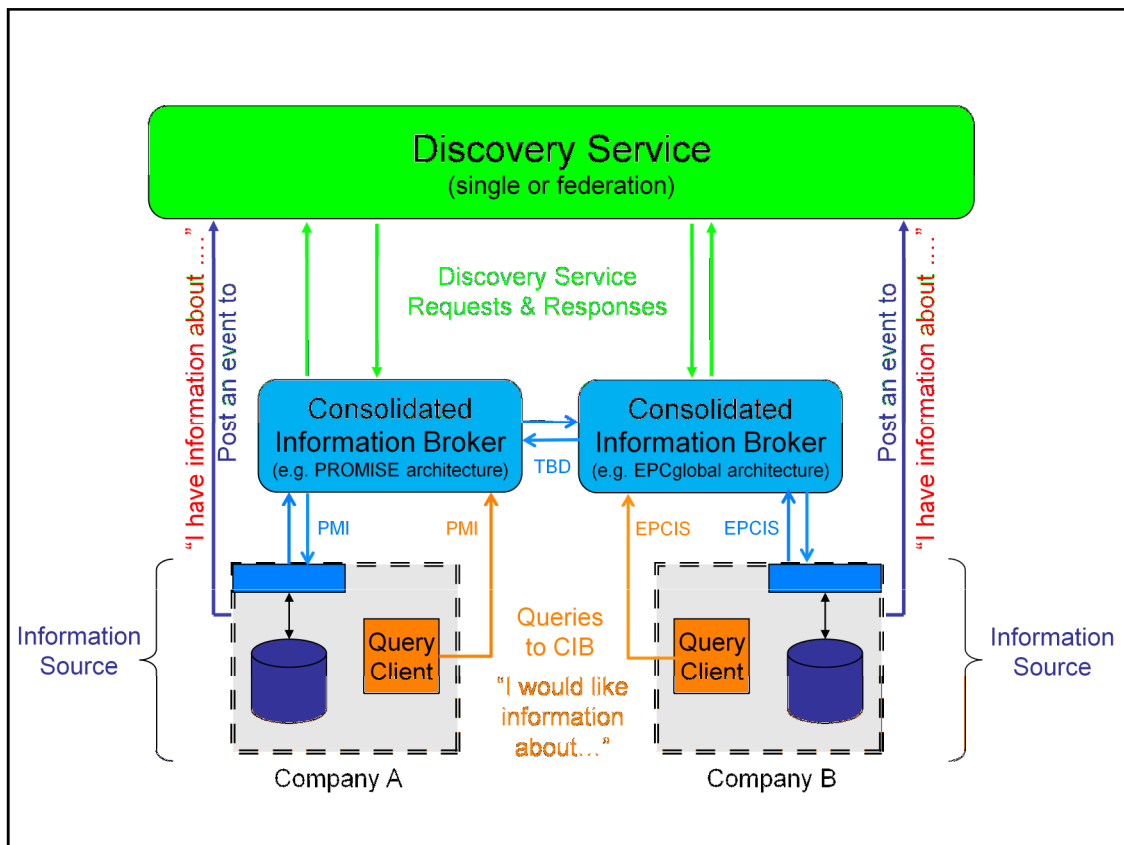 Discovery Service
(single or federation)
“I have information about ….”
Post an event to
Discovery Service
Requests & Responses
Post an event to
“I have information about ….”
Consolidated
Information Broker
(e.g. PROMISE architecture)
TBD
Consolidated
Information Broker
(e.g. EPCglobal architecture)
PMI
PMI
EPCIS
EPCIS
Information
Source
Query
Client
Queries
to CIB
“I would like
information
about…”
Query
Client
Information
Source
Company A
Company B